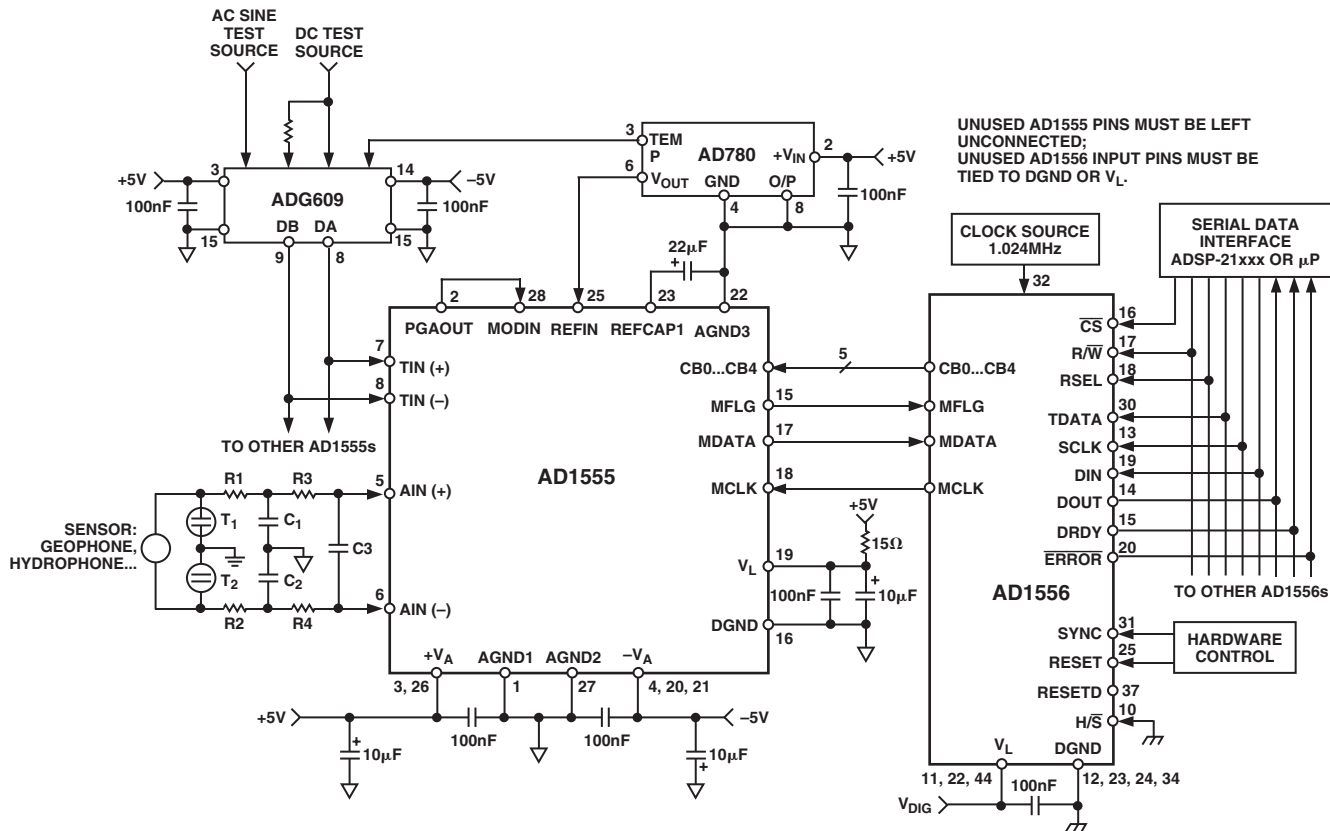 AC SINE
TEST
SOURCE
DC TEST
SOURCE
3
TEM
P
6
VOUT
AD780
+VIN
2
+5V
GND
O/P
4
8
100nF
UNUSED AD1555 PINS MUST BE LEFT
UNCONNECTED;
UNUSED AD1556 INPUT PINS MUST BE
TIED TO DGND OR VL.
+5V
3
14
–5V
100nF
ADG609
100nF
15
DB
DA
15
9
8
22µF
+
CLOCK SOURCE
1.024MHz
32
SERIAL DATA
INTERFACE
ADSP-21xxx OR µP
2
28
25
23
22
PGAOUT
MODIN
REFIN
REFCAP1
AGND3
7
TIN (+)
8
TIN (–)
TO OTHER AD1555s
CB0...CB4
5
CB0...CB4
MFLG
15
MFLG
MDATA
17
MDATA
MCLK
18
MCLK
AD1555
16
CS
17
R/W
18
RSEL
30
TDATA
13
SCLK
19
DIN
14
DOUT
15
DRDY
20
ERROR
TO OTHER AD1556s
AD1556
R1
R3
5
AIN (+)
SENSOR:
GEOPHONE,
HYDROPHONE...
T1
C1
C3
T2
C2
R2
R4
6
AIN (–)
+5V
15Ω
VL
19
100nF
+
10µF
DGND
16
31
SYNC
25
RESET
HARDWARE
CONTROL
RESETD
37
10
H/S
+VA
AGND1
AGND2
–VA
3, 26
1
27
4, 20, 21
+5V
–5V
+
10µF
100nF
100nF
10µF
+
VL
DGND
11, 22, 44
12, 23, 24, 34
100nF
VDIG